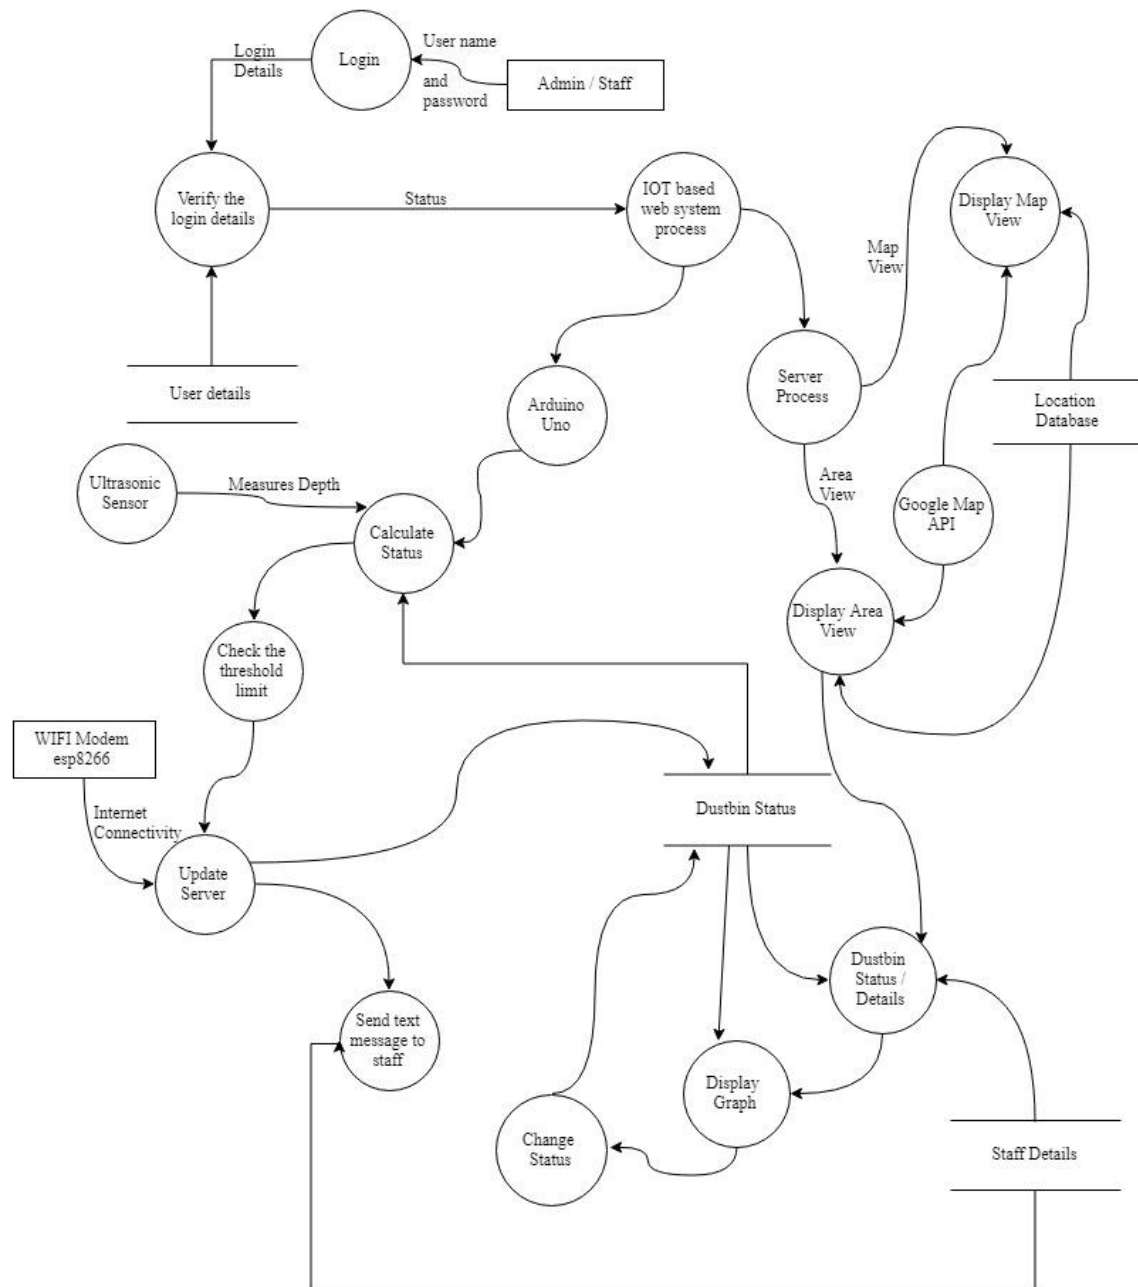 Login
Details
Login
User name
and
password
Admin / Staff
Verify the
login details
Status
IOT based
web system
process
Display Map
View
Map
View
User details
Arduino
Uno
Server
Process
Location
Database
Ultrasonic
Sensor
Measures Depth
Calculate
Status
Area
View
Google Map
API
Display Area
View
Check the
threshold
limit
WIFI Modem
esp8266
Internet
Connectivity
Update
Server
Dustbin Status
Dustbin
Status /
Details
Send text
message to
staff
Display
Graph
Change
Status
Staff Details